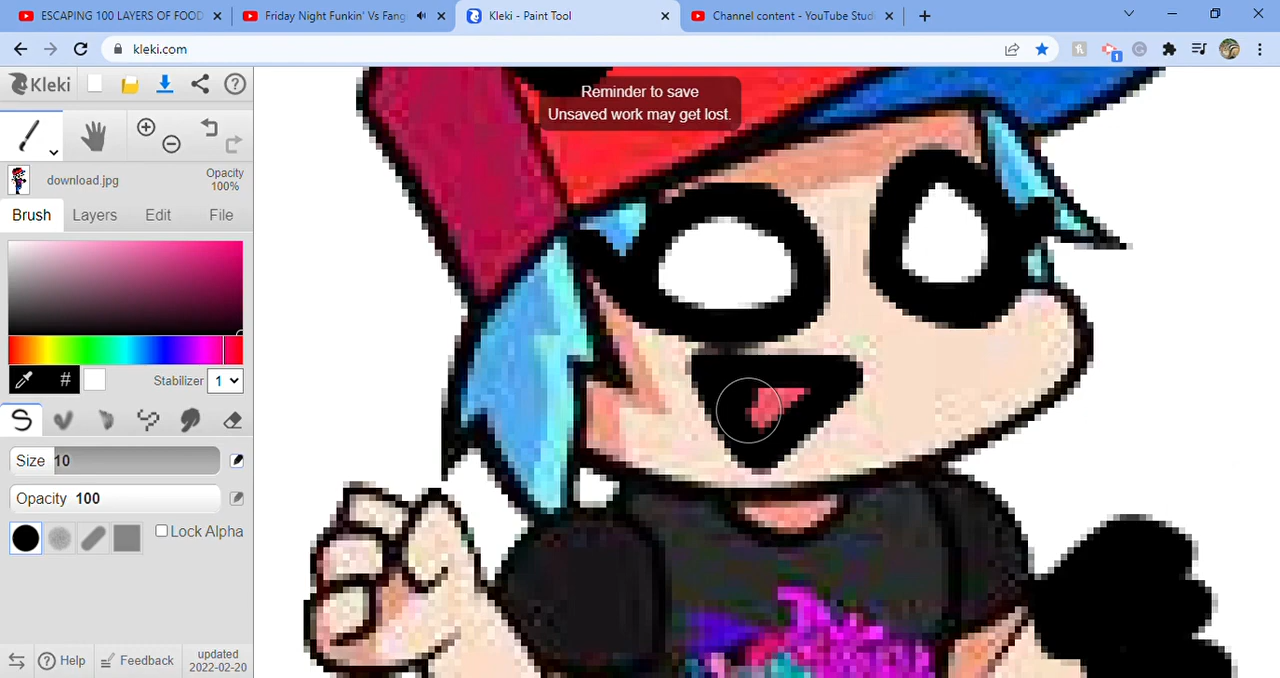 ESCAPING 100 LAYERS OF FOOD
Friday Night Funkin' Vs Fang
Kleki - Paint Tool
Channel content - YouTube Studi
kleki.com
1
Kleki
Reminder to save
Unsaved work may get lost.
download.jpg
Opacity
100%
Brush
Layers
Edit
File
#
Stabilizer
1
Size 10
Opacity 100
Lock Alpha
Help
Feedback
updated
2022-02-20